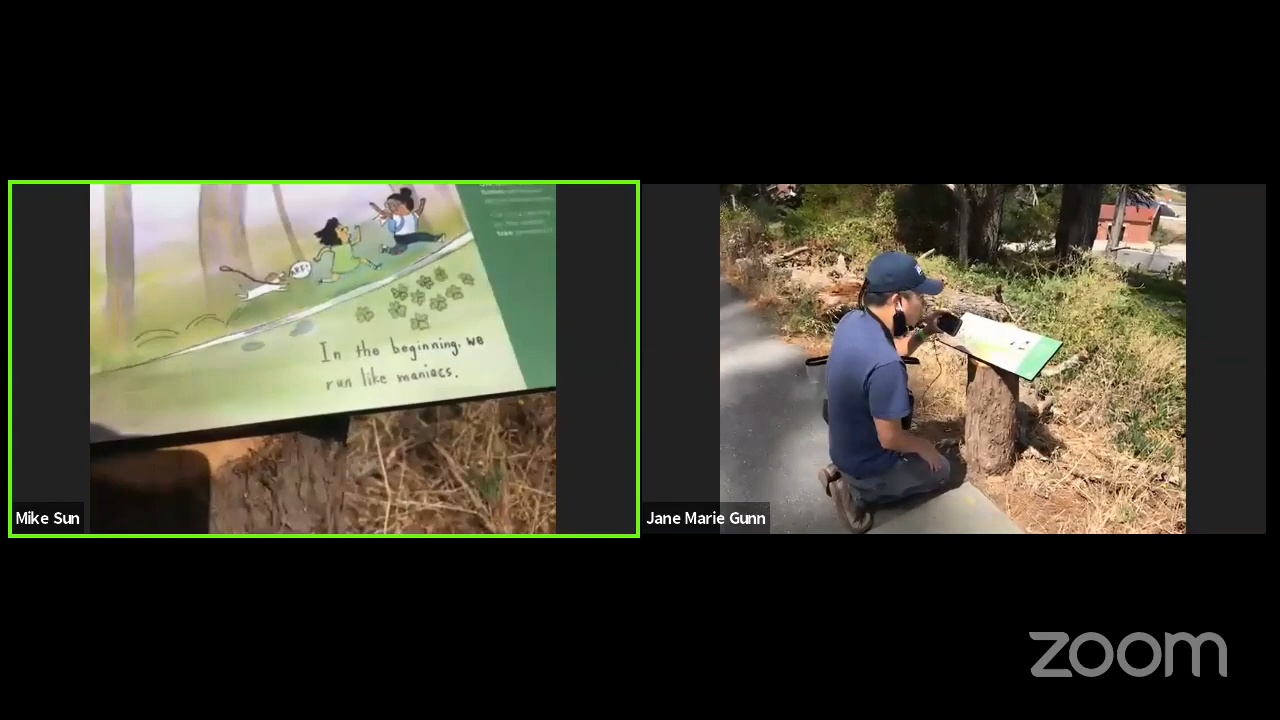 ARF!
In the beginning, we
run like maniacs.
Mike Sun
Jane Marie Gunn
zoom